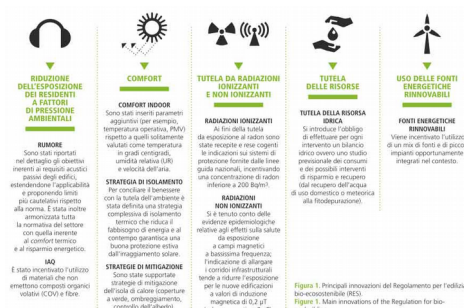 RIDUZIONE
DELL'ESPOSIZIONE
DEI RESIDENTI
A FATTORI
DI PRESSIONE
AMBIENTALI
RUMORE
Sono stati riportati
nel dettaglio gli obiettivi
inerenti ai requisiti acustici
passivi degli edifici,
estendendone l'applicabilità
e proponendo limiti
più cautelativi rispetto
alla norma. È stata inoltre
armonizzata tutta
la normativa del settore
con quella inerente
al comfort termico
e al risparmio energetico.
IAQ
È stato incentivato l'utilizzo
di materiali che non
emettono composti organici
volatili (COV) e fibre.
COMFORT
COMFORT INDOOR
Sono stati inseriti parametri
aggiuntivi (per esempio,
temperatura operativa, PMV)
rispetto a quelli solitamente
valutati come temperatura
in gradi centigradi,
umidità relativa (UR)
e velocità dell'aria.
STRATEGIA DI ISOLAMENTO
Per conciliare il benessere
con la tutela dell'ambiente è
stata definita una strategia
complessiva di isolamento
termico che riduca il
fabbisogno di energia e al
contempo garantisca una
buona protezione estiva
dall'irraggiamento solare.
STRATEGIE DI MITIGAZIONE
Sono state supportate
strategie di mitigazione
dell'isola di calore (coperture
a verde, ombreggiamento,
controllo dell'albedo)
TUTELA DA RADIAZIONI
IONIZZANTI
E NON IONIZZANTI
RADIAZIONI IONIZZANTI
Ai fini della tutela
da esposizione al radon sono
state recepite e rese cogenti
le indicazioni su sistemi di
protezione fornite dalle linee
guida nazionali, incentivando
una concentrazione di radon
inferiore a 200 Bq/m³.
RADIAZIONI
NON IONIZZANTI
Si è tenuto conto delle
evidenze epidemiologiche
relative agli effetti sulla salute
da esposizione
a campi magnetici
a bassissima frequenza;
l'indicazione di allargare
i corridoi infrastrutturali
tende a ridurre l'esposizione
per le nuove edificazioni
a valori di induzione
magnetica di 0,2 µT
TUTELA
DELLE RISORSE
TUTELA DELLA RISORSA
IDRICA
Si introduce l'obbligo
di effettuare per ogni
intervento un bilancio
idrico ovvero uno studio
previsionale dei consumi
e dei possibili interventi
di risparmio e recupero
(dal recupero dell'acqua
di uso domestico o meteorica
alla fitodepurazione).
USO DELLE FONTI
ENERGETICHE
RINNOVABILI
FONTI ENERGETICHE
RINNOVABILI
Viene incentivato l'utilizzo
di un mix di fonti e di piccoli
impianti opportunamente
integrati nel contesto.
Figura 1. Principali innovazioni del Regolamento per l'edilizia
bio-ecosostenibile (RES).
Figure 1. Main innovations of the Regulation for bio-